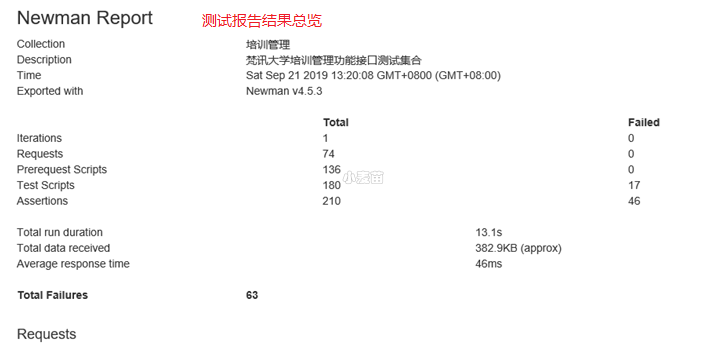 Newman Report 测试报告结果总览
Collection 培训管理
Description 梵讯大学培训管理功能接口测试集合
Time Sat Sep 21 2019 13:20:08 GMT+0800 (GMT+08:00)
Exported with Newman v4.5.3
Total Failed
Iterations 1 0
Requests 74 0
Prerequest Scripts 136 0
小麦苗
Test Scripts 180 17
Assertions 210 46
Total run duration 13.1s
Total data received 382.9KB (approx)
Average response time 46ms
Total Failures 63
Requests